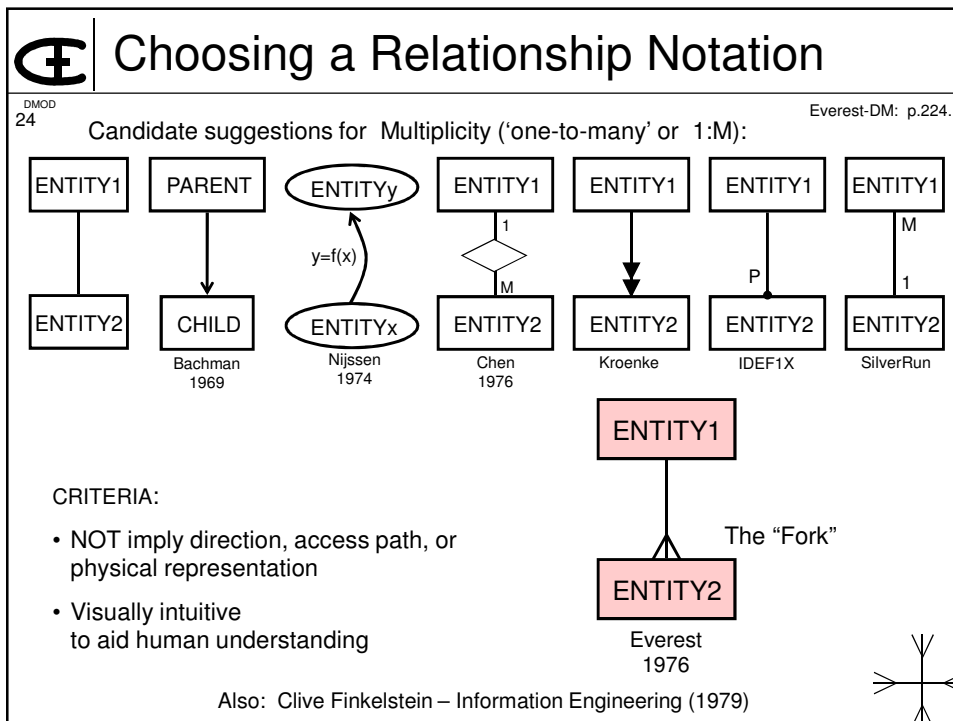 Choosing a Relationship Notation
DMOD
24
Everest-DM: p.224.
Candidate suggestions for Multiplicity (‘one-to-many’ or 1:M):
ENTITY1
ENTITY2
PARENT
CHILD
Bachman
1969
ENTITYy
y=f(x)
ENTITYx
Nijssen
1974
ENTITY1
1
M
ENTITY2
Chen
1976
ENTITY1
ENTITY2
Kroenke
ENTITY1
P
ENTITY2
IDEF1X
ENTITY1
M
1
ENTITY2
SilverRun
CRITERIA:
• NOT imply direction, access path, or
physical representation
• Visually intuitive
to aid human understanding
ENTITY1
The “Fork”
ENTITY2
Everest
1976
Also: Clive Finkelstein – Information Engineering (1979)